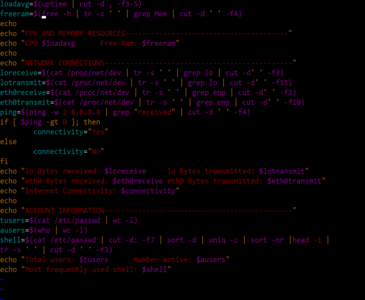 loadavg=$(uptime | cut -d , -f3-5)
freeram=$(free -h | tr -s ' ' | grep Mem | cut -d ' ' -f4)
echo
echo "CPU AND MEMORY RESOURCES------------------------------------"
echo "CPU $loadavg      Free Ram: $freeram"
echo
echo "NETWORK CONNECTIONS-----------------------------------------"
loreceive=$(cat /proc/net/dev | tr -s ' ' | grep lo | cut -d' ' -f3)
lotransmit=$(cat /proc/net/dev | tr -s ' ' | grep lo | cut -d' ' -f11)
eth0receive=$(cat /proc/net/dev | tr -s ' ' | grep enp | cut -d' ' -f2)
eth0transmit=$(cat /proc/net/dev | tr -s ' ' | grep enp | cut -d' ' -f10)
ping=$(ping -w 2 8.8.8.8 | grep "received" | cut -d ' ' -f4)
if [ $ping -gt 0 ]; then
connectivity="Yes"
else
connectivity="No"
fi
echo "lo Bytes received: $loreceive      lo Bytes transmitted: $lotransmit"
echo "eth0 Bytes received: $eth0receive eth0 Bytes transmitted: $eth0transmit"
echo "Internet Connectivity: $connectivity"
echo
echo "ACCOUNT INFORMATION-----------------------------------------"
tusers=$(cat /etc/passwd | wc -l)
ausers=$(who | wc -l)
shell=$(cat /etc/passwd | cut -d: -f7 | sort -d | uniq -c | sort -nr |head -1 |
tr -s ' ' | cut -d ' ' -f3)
echo "Total users: $tusers      Number active: $ausers"
echo "Most frequently used shell: $shell"
~
~